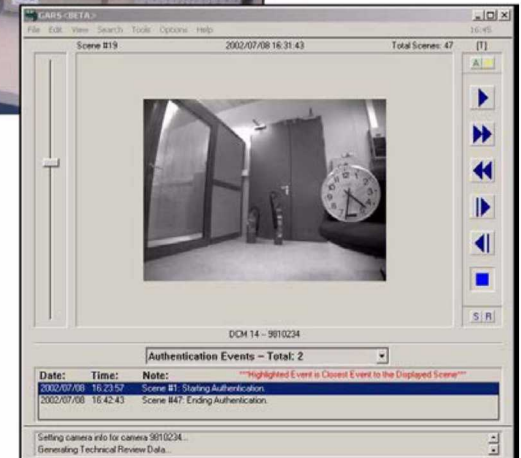 GARS<BETA>
File Edit View Search Tools Options Help 16:45
Scene #19 2002/07/08 16:31:43 Total Scenes: 47 [T]
A
S R
DCM 14 -- 9810234
Authentication Events – Total: 2
Date: Time: Note: ***Highlighted Event is Closest Event to the Displayed Scene***
2002/07/08 16:23:57 Scene #1: Starting Authentication.
2002/07/08 16:42:43 Scene #47: Ending Authentication.
Setting camera info for camera 9810234...
Generating Technical Review Data...